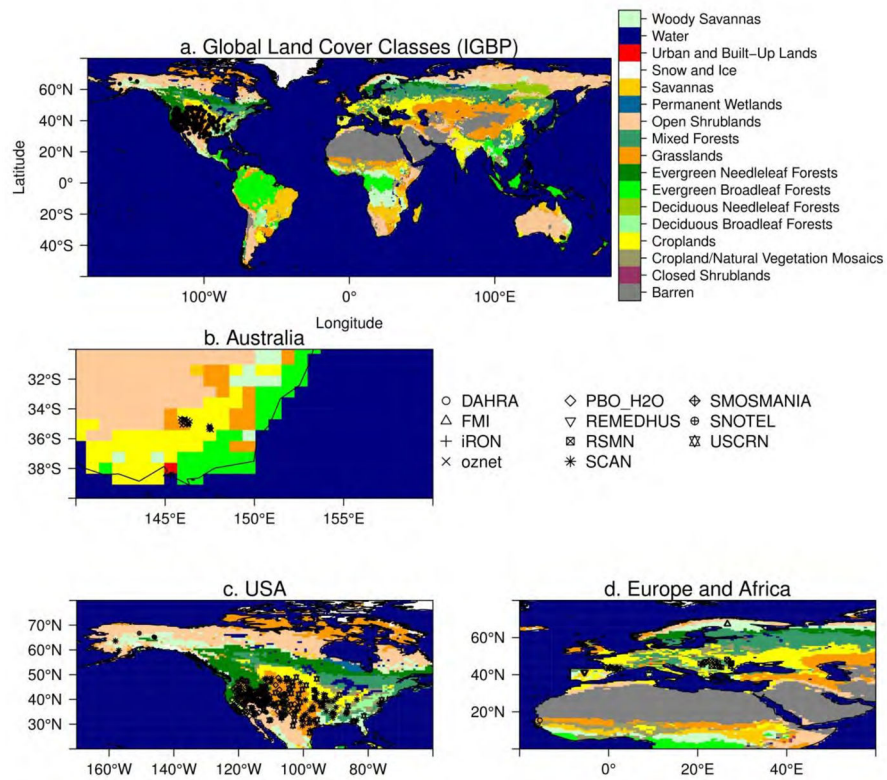 a. Global Land Cover Classes (IGBP)
60°N
40°N
20°N
0°
20°S
40°S
Latitude
100°W
0°
100°E
Longitude
Woody Savannas
Water
Urban and Built−Up Lands
Snow and Ice
Savannas
Permanent Wetlands
Open Shrublands
Mixed Forests
Grasslands
Evergreen Needleleaf Forests
Evergreen Broadleaf Forests
Deciduous Needleleaf Forests
Deciduous Broadleaf Forests
Croplands
Cropland/Natural Vegetation Mosaics
Closed Shrublands
Barren
b. Australia
32°S
34°S
36°S
38°S
145°E
150°E
155°E
DAHRA
FMI
iRON
oznet
PBO_H2O
REMEDHUS
RSMN
SCAN
SMOSMANIA
SNOTEL
USCRN
c. USA
70°N
60°N
50°N
40°N
30°N
160°W
140°W
120°W
100°W
80°W
d. Europe and Africa
60°N
40°N
20°N
20°W
0°
20°E
40°E